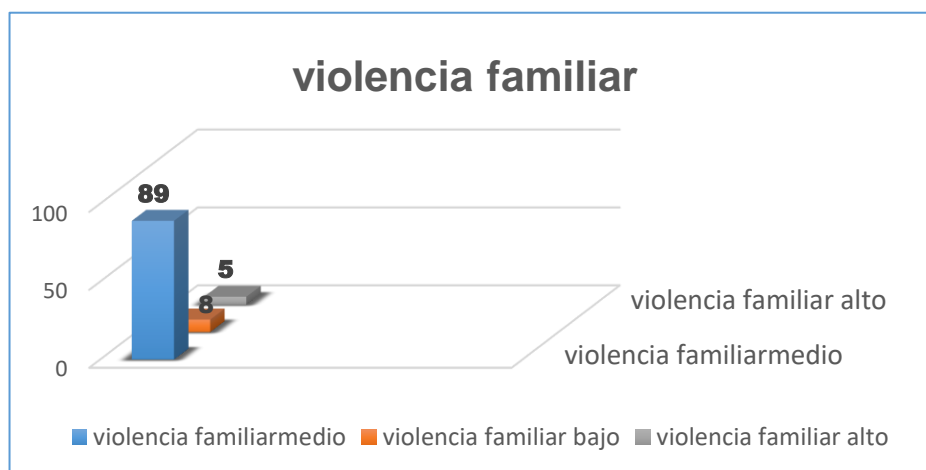 violencia familiar
89
100
5
8
50
violencia familiar alto
violencia familiarmedio
0
violencia familiarmedio violencia familiar bajo violencia familiar alto